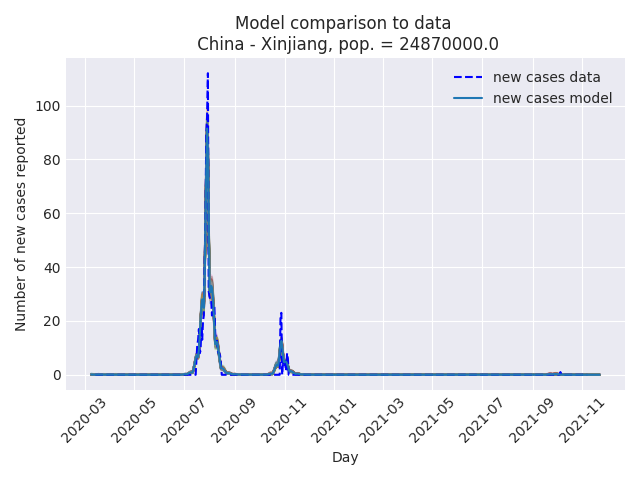 Model comparison to data
China - Xinjiang, pop. = 24870000.0
new cases data
new cases model
Number of new cases reported
100
80
60
40
20
0
2020-03
2020-05
2020-07
2020-09
2020-11
2021-01
2021-03
2021-05
2021-07
2021-09
2021-11
Day